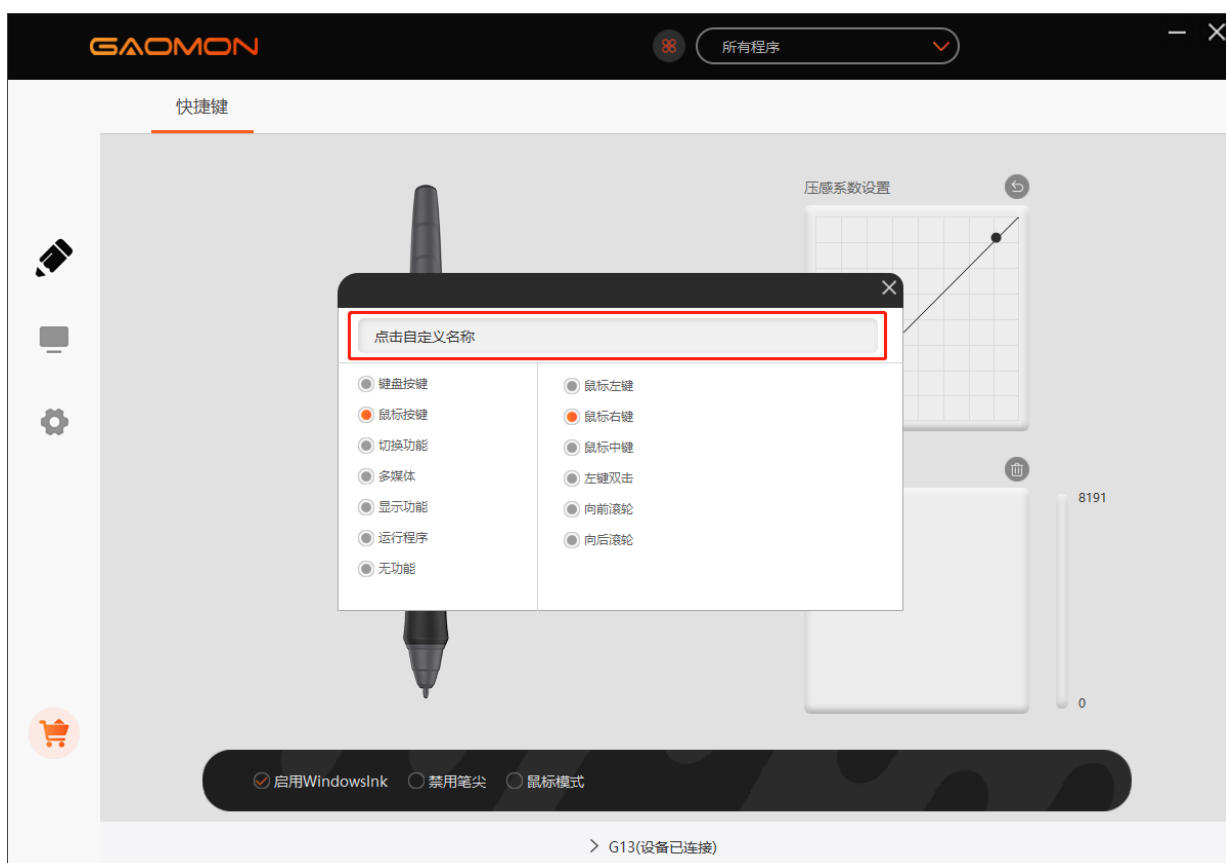 GAOMON
所有程序
快捷键
压感系数设置
点击自定义名称
键盘按键
鼠标按键
切换功能
多媒体
显示功能
运行程序
无功能
鼠标左键
鼠标右键
鼠标中键
左键双击
向前滚轮
向后滚轮
8191
0
启用WindowsInk 禁用笔尖 鼠标模式
G13(设备已连接)